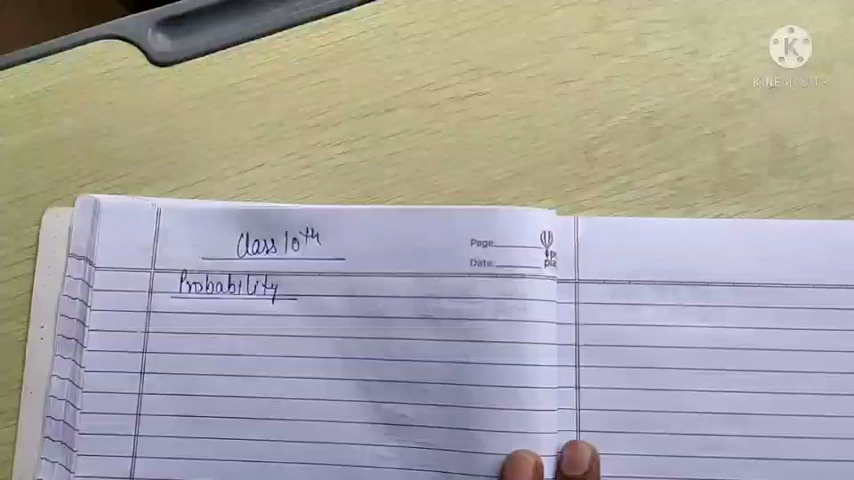 KINEMASTER
Class 10th
Page
Date
Probability